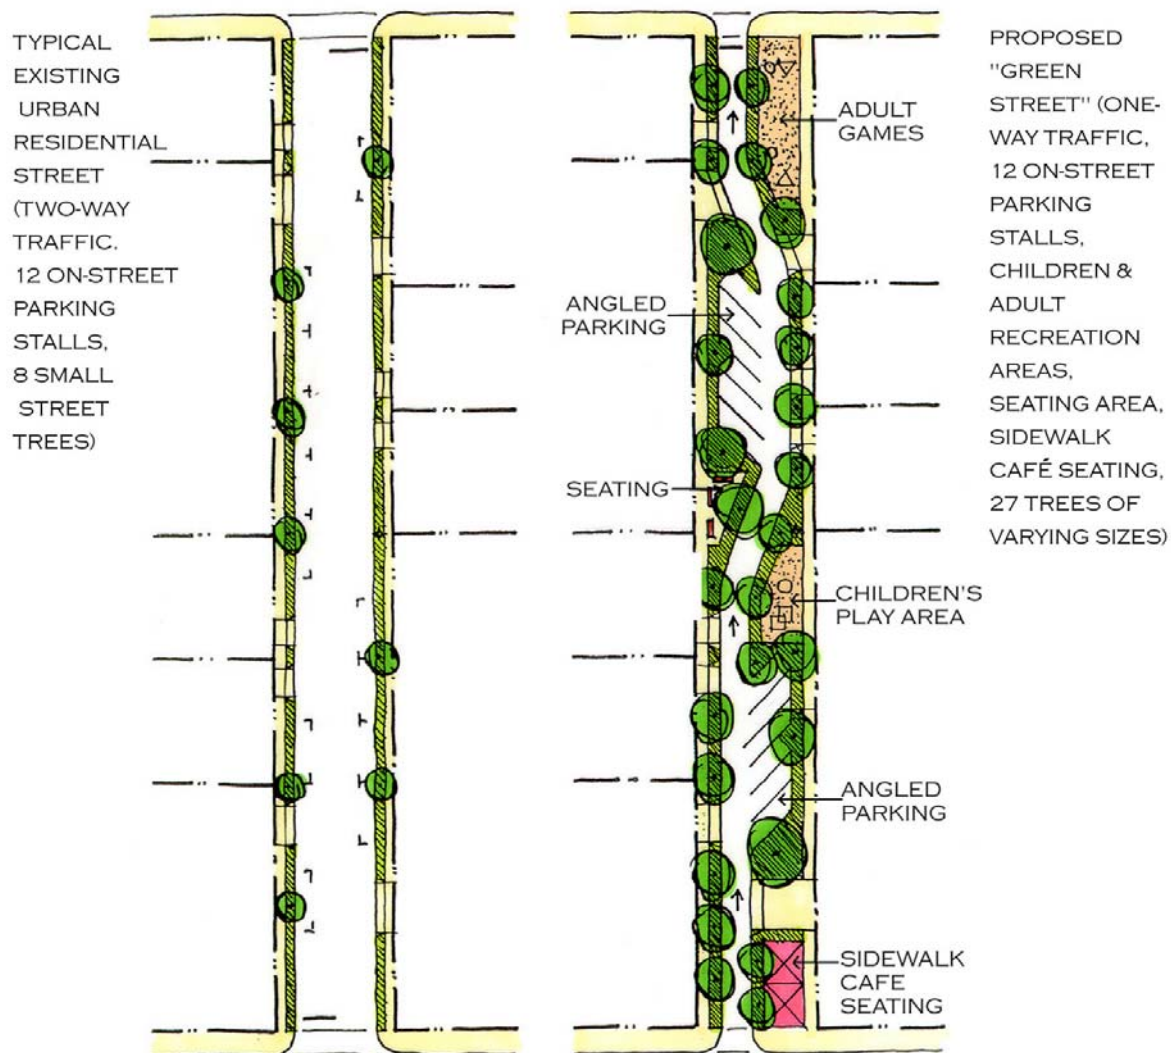 TYPICAL
EXISTING
URBAN
RESIDENTIAL
STREET
(TWO-WAY
TRAFFIC.
12 ON-STREET
PARKING
STALLS,
8 SMALL
STREET
TREES)
ADULT
GAMES
ANGLED
PARKING
SEATING
CHILDREN'S
PLAY AREA
ANGLED
PARKING
SIDEWALK
CAFE
SEATING
PROPOSED
"GREEN
STREET" (ONE-
WAY TRAFFIC,
12 ON-STREET
PARKING
STALLS,
CHILDREN &
ADULT
RECREATION
AREAS,
SEATING AREA,
SIDEWALK
CAFÉ SEATING,
27 TREES OF
VARYING SIZES)